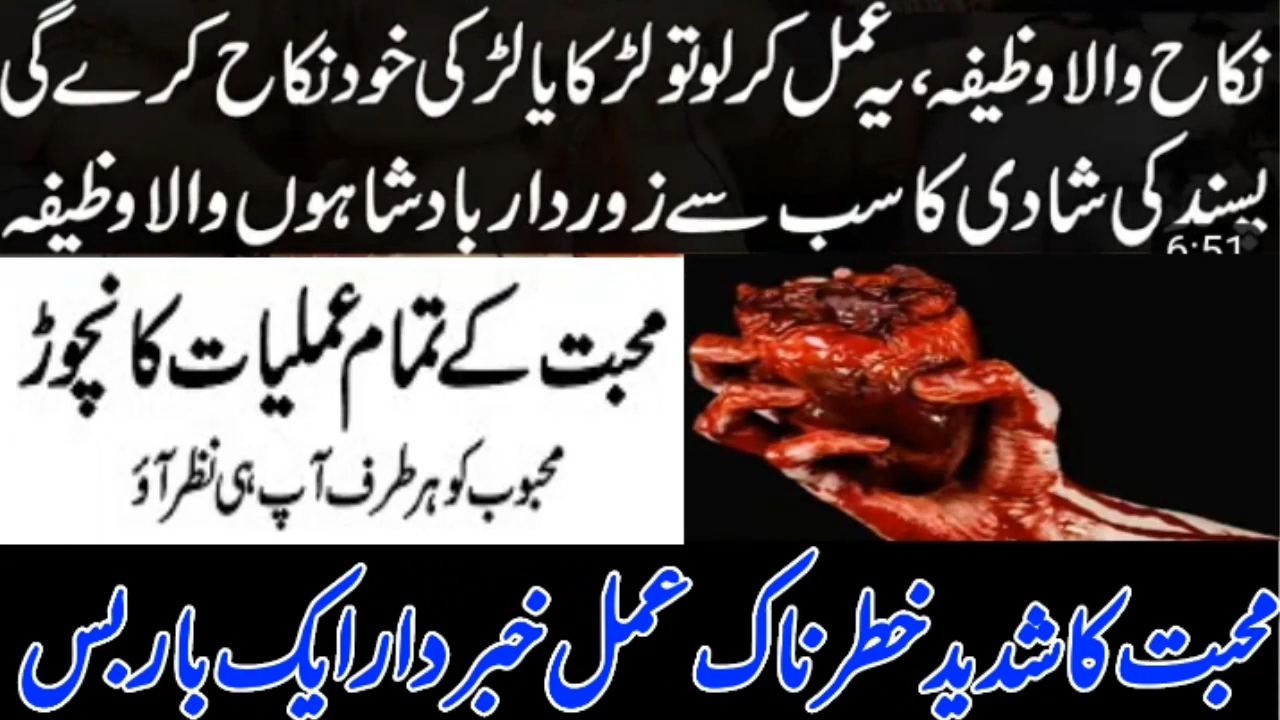 نکاح والا وظیفہ، یہ عمل کر لو تو لڑکا یا لڑکی خود نکاح کرے گی
پسند کی شادی کا سب سے زوردار بادشاہوں والا وظیفہ
6:51
محبت کے تمام عملیات کا نچوڑ
محبوب کو ہر طرف آپ ہی نظر آؤ
محبت کا شدید خطرناک عمل خبردار ایک بار بس